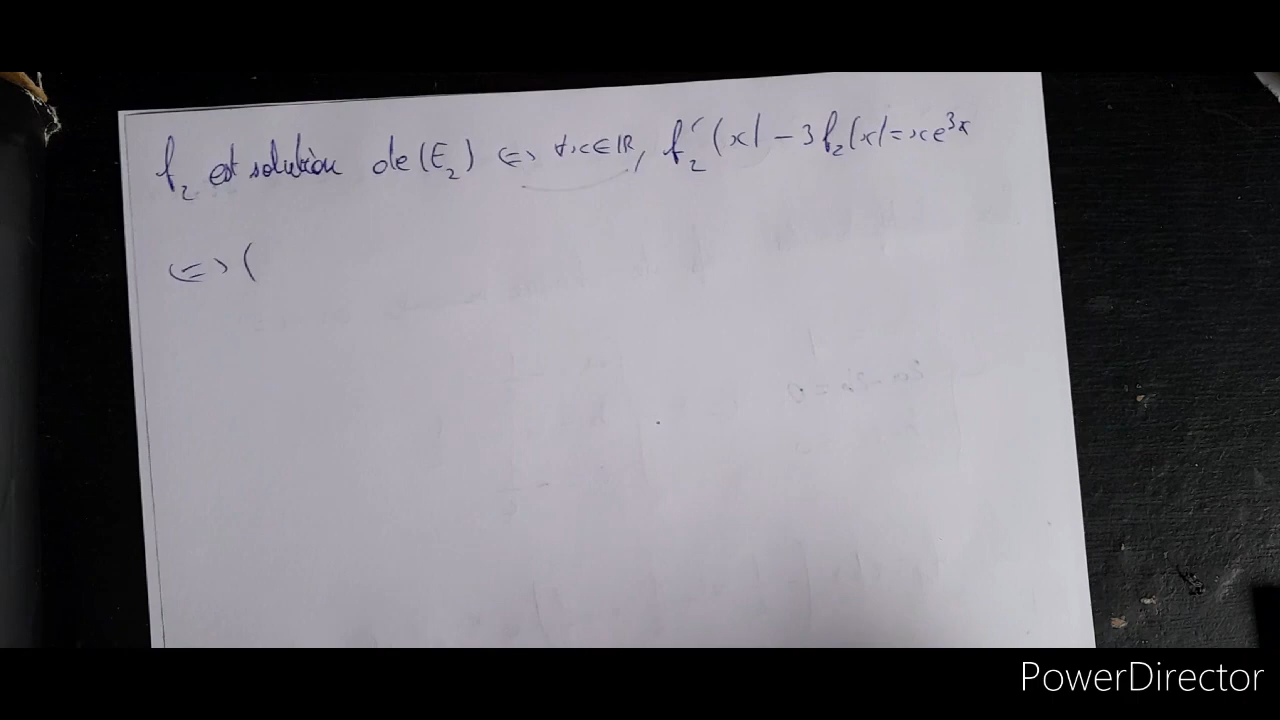 f₂ est solution de (E₂) ⇔ ∀x∈ℝ, f₂'(x) - 3f₂(x) = xe³ˣ
⇔ (
PowerDirector